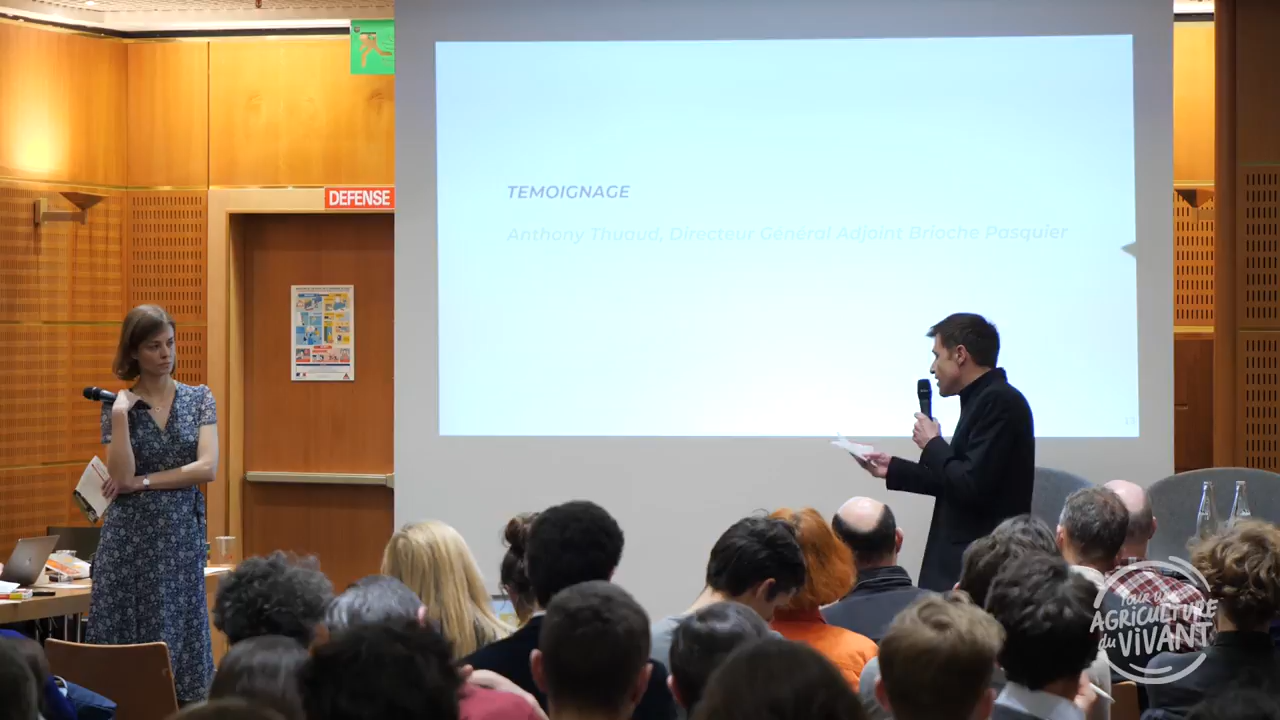 DEFENSE
TEMOIGNAGE
Anthony Thuaud, Directeur Général Adjoint Brioche Pasquier
POUR UNE
AGRICULTURE
du VIVANT